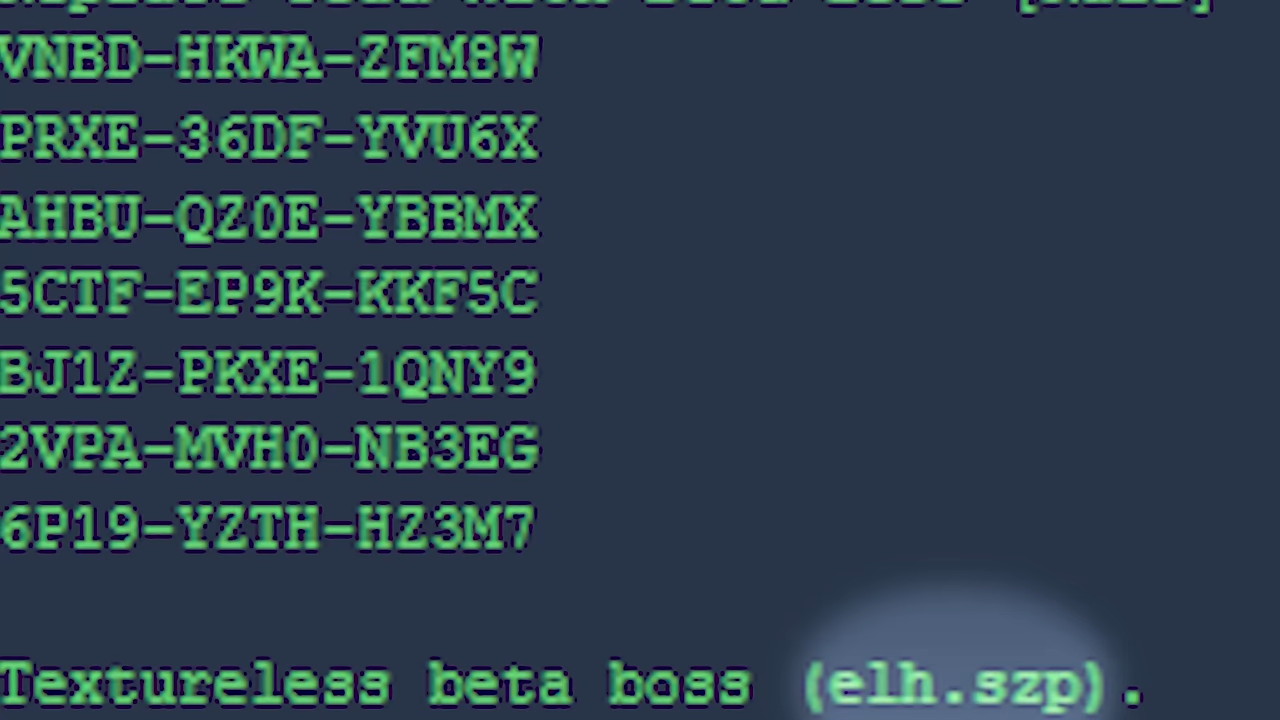 VNBD-HKWA-ZFM8W
PRXE-36DF-YVU6X
AHBU-QZ0E-YBBMX
5CTF-EP9K-KKF5C
BJ1Z-PKXE-1QNY9
2VPA-MVH0-NB3EG
6P19-YZTH-HZ3M7
Textureless beta boss (elh.szp).